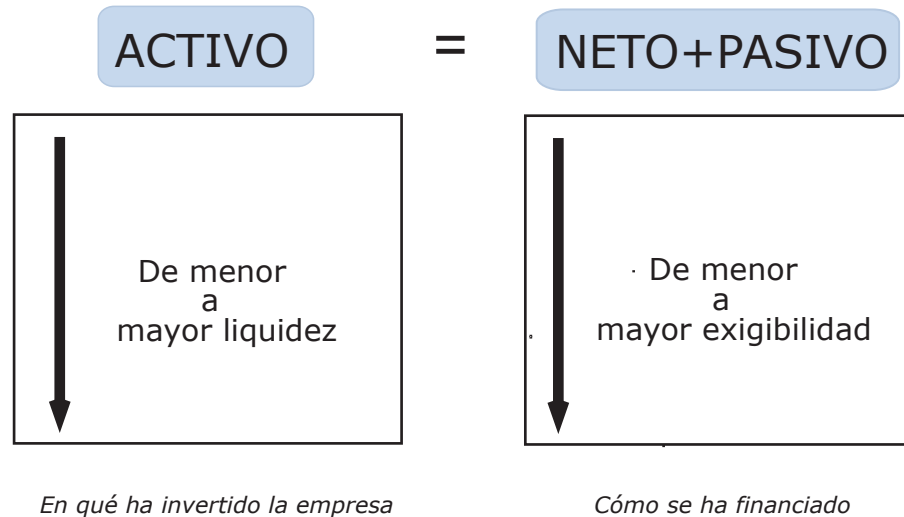 ACTIVO = NETO+PASIVO
De menor
a
mayor liquidez
De menor
a
mayor exigibilidad
En qué ha invertido la empresa
Cómo se ha financiado